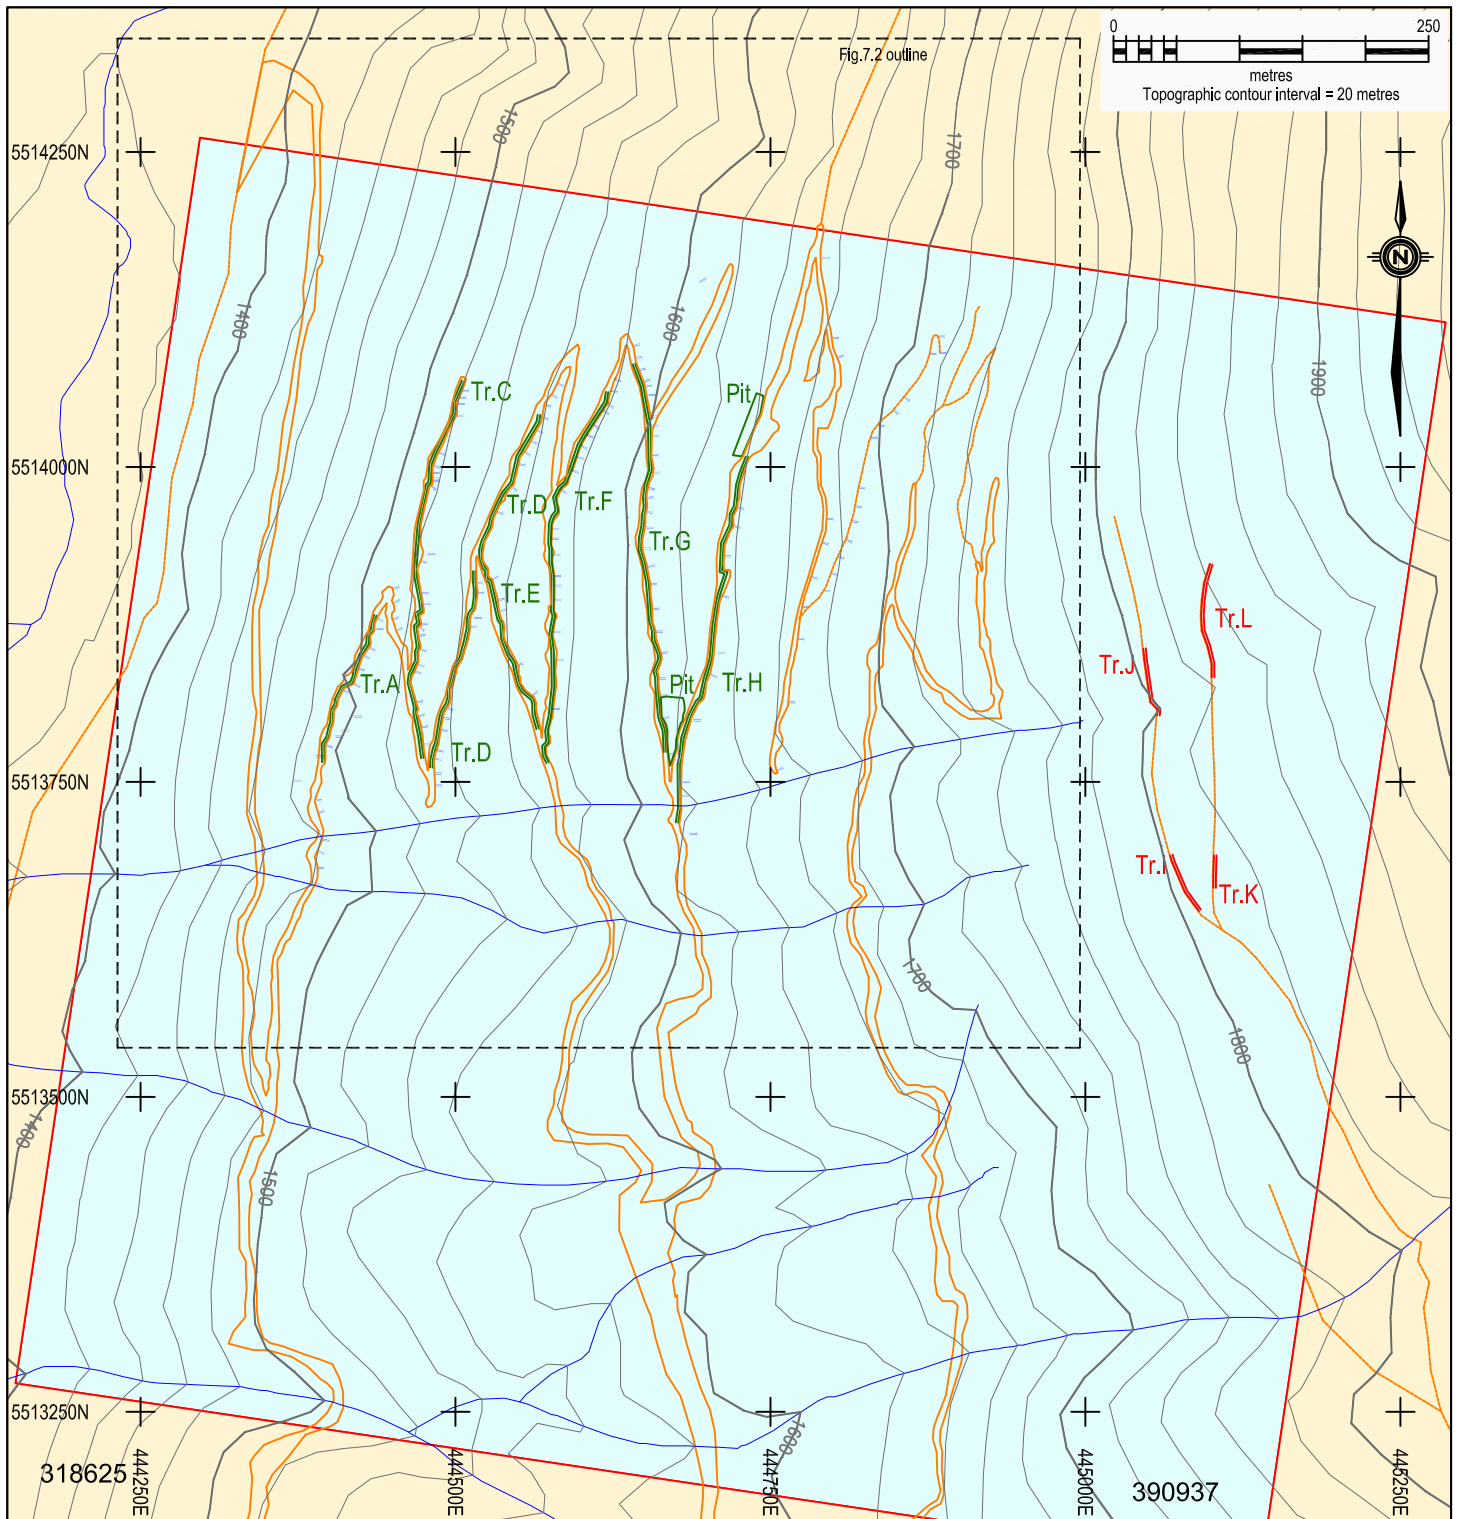 0 250
metres
Topographic contour interval = 20 metres
Fig.7.2 outline
1500
1700
5514250N
N
1400
1600
1900
Tr.C
Pit
5514000N
Tr.D
Tr.F
Tr.G
Tr.E
Tr.L
Tr.J
Tr.A
Pit
Tr.H
Tr.D
5513750N
Tr.I
Tr.K
1700
1800
5513500N
1400
1500
5513250N
1600
318625
444250E
444500E
444750E
445000E
390937
445250E